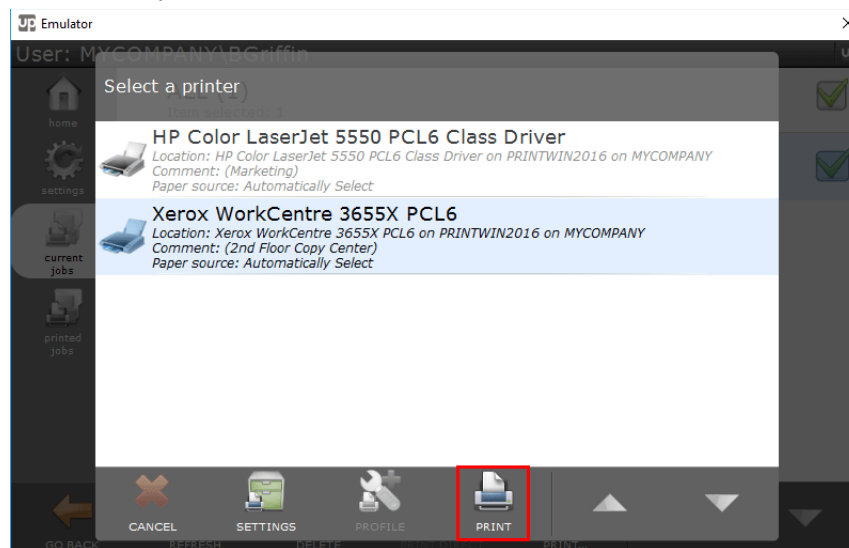 UP Emulator
User: MYCOMPANY\BGriffin
Select a printer
ALL (1)
HP Color LaserJet 5550 PCL6 Class Driver
Location: HP Color LaserJet 5550 PCL6 Class Driver on PRINTWIN2016 on MYCOMPANY
Comment: (Marketing)
Paper source: Automatically Select
Xerox WorkCentre 3655X PCL6
Location: Xerox WorkCentre 3655X PCL6 on PRINTWIN2016 on MYCOMPANY
Comment: (2nd Floor Copy Center)
Paper source: Automatically Select
home
settings
current
jobs
printed
jobs
CANCEL
SETTINGS
PROFILE
PRINT
GO BACK
REFRESH
DELETE
PRINT